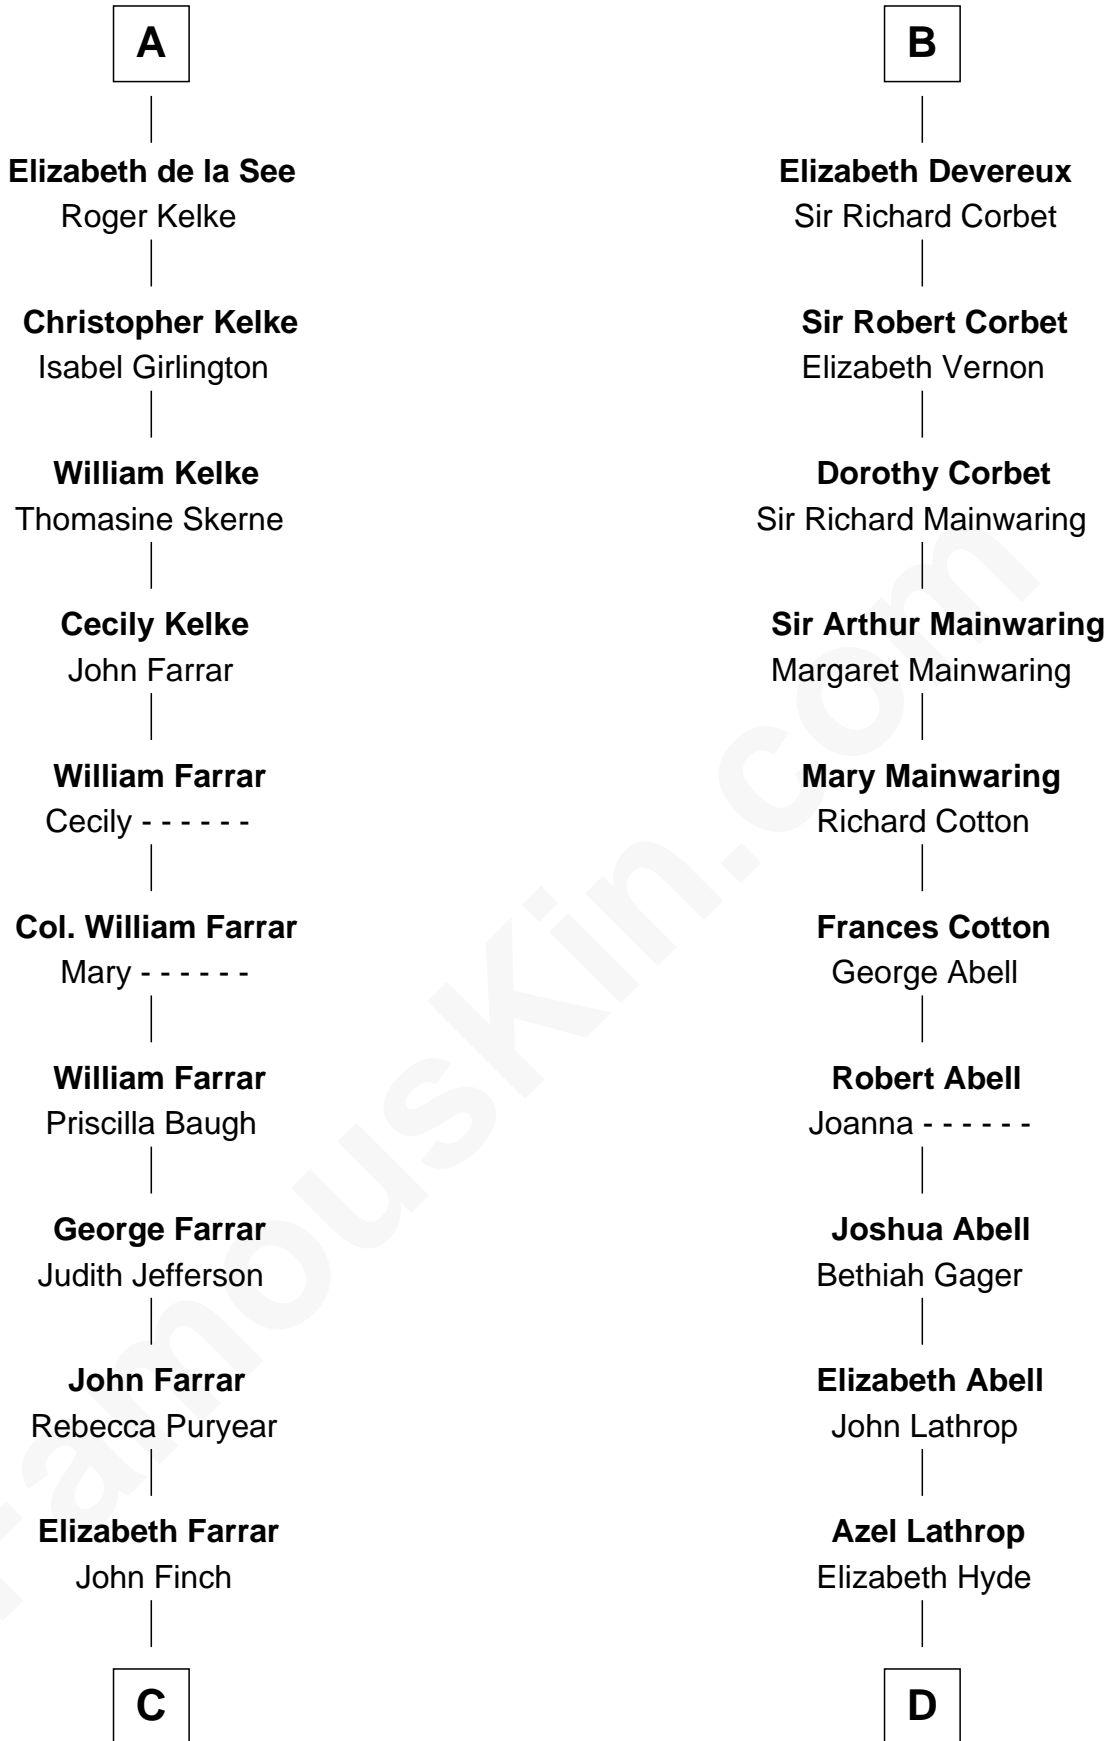 A
Elizabeth de la See
Roger Kelke
Christopher Kelke
Isabel Girlington
William Kelke
Thomasine Skerne
Cecily Kelke
John Farrar
William Farrar
Cecily - - - - - -
Col. William Farrar
Mary - - - - - -
William Farrar
Priscilla Baugh
George Farrar
Judith Jefferson
John Farrar
Rebecca Puryear
Elizabeth Farrar
John Finch
C
B
Elizabeth Devereux
Sir Richard Corbet
Sir Robert Corbet
Elizabeth Vernon
Dorothy Corbet
Sir Richard Mainwaring
Sir Arthur Mainwaring
Margaret Mainwaring
Mary Mainwaring
Richard Cotton
Frances Cotton
George Abell
Robert Abell
Joanna - - - - - -
Joshua Abell
Bethiah Gager
Elizabeth Abell
John Lathrop
Azel Lathrop
Elizabeth Hyde
D
FamousKin.com